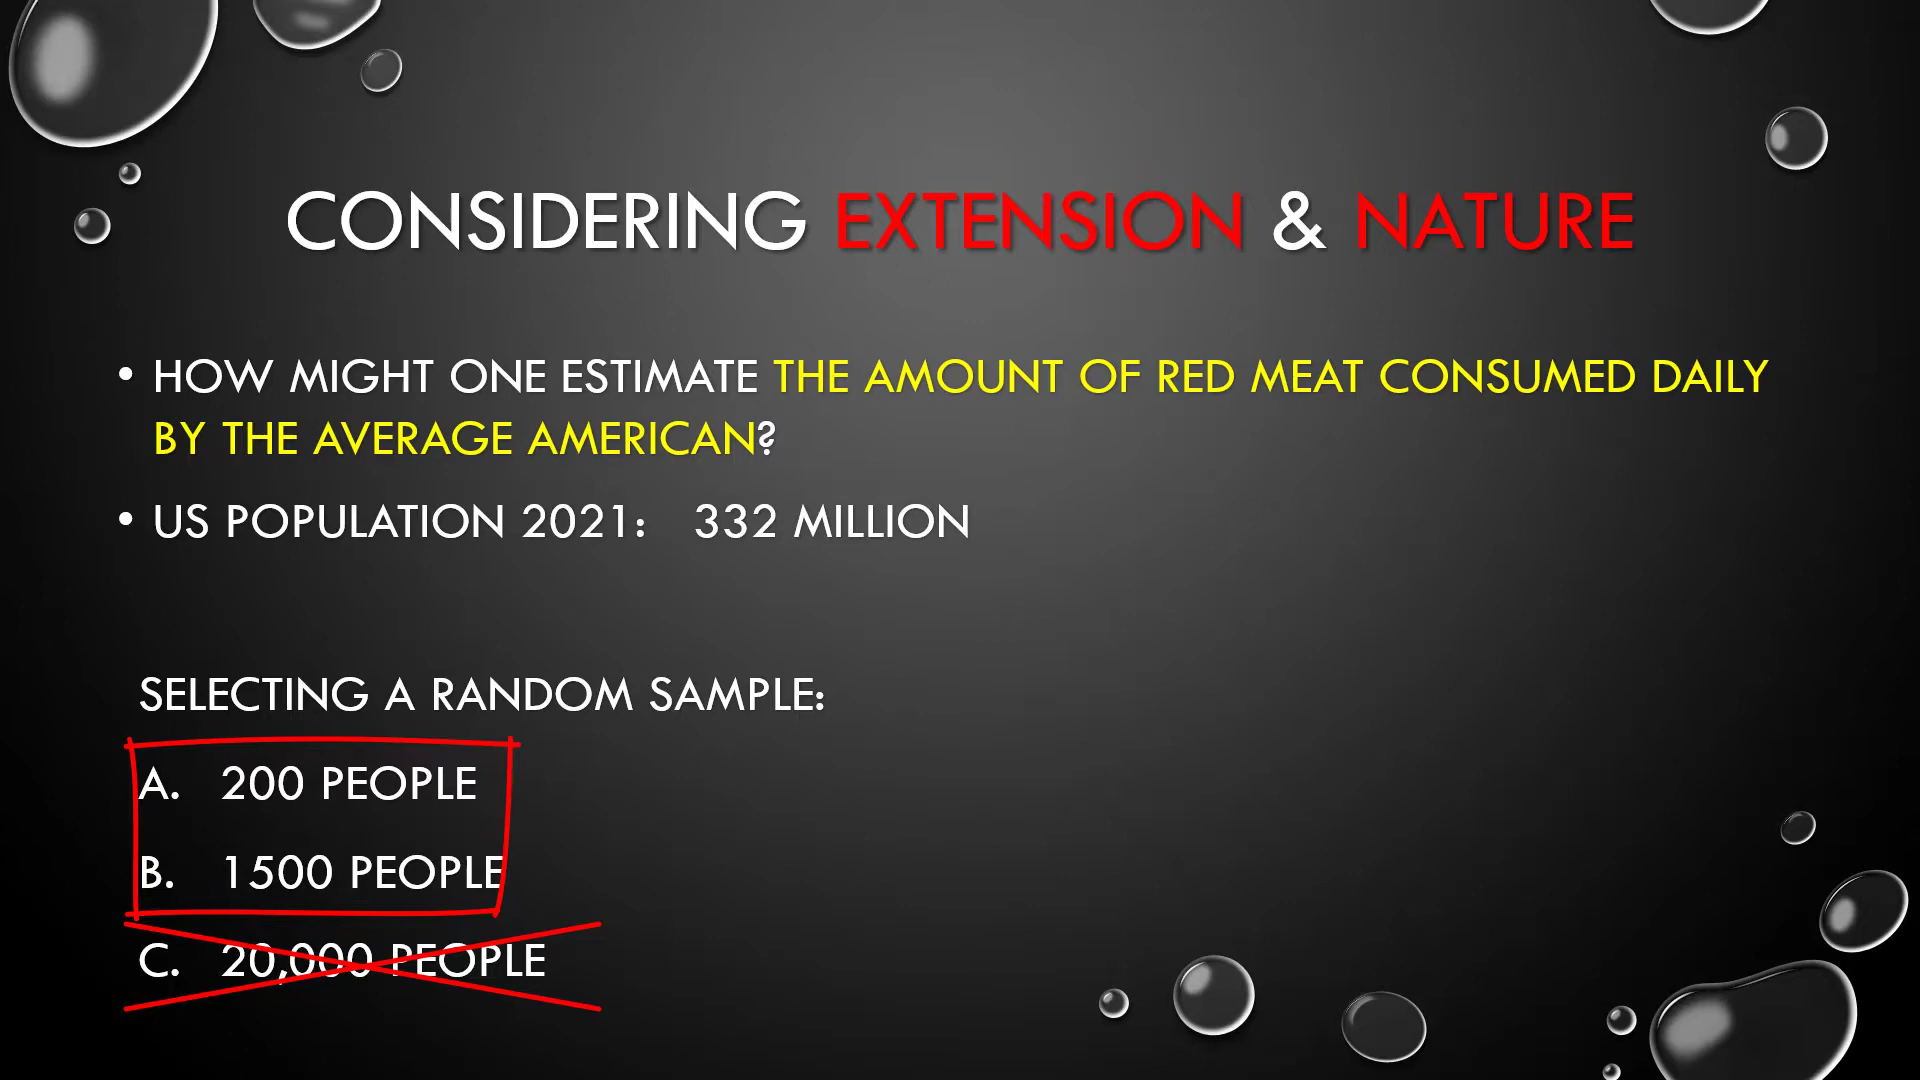 CONSIDERING EXTENSION & NATURE
• HOW MIGHT ONE ESTIMATE THE AMOUNT OF RED MEAT CONSUMED DAILY
BY THE AVERAGE AMERICAN?
• US POPULATION 2021: 332 MILLION
SELECTING A RANDOM SAMPLE:
A. 200 PEOPLE
B. 1500 PEOPLE
C. 20,000 PEOPLE